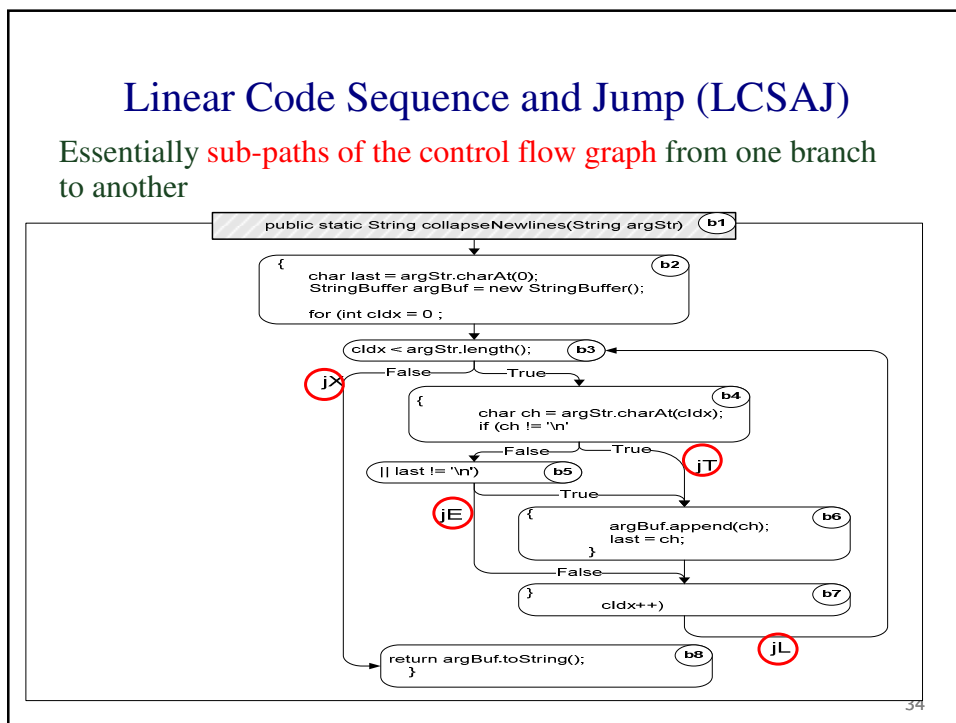 Linear Code Sequence and Jump (LCSAJ)
Essentially sub-paths of the control flow graph from one branch
to another
public static String collapseNewlines(String argStr)
b1
{
b2
char last = argStr.charAt(0);
StringBuffer argBuf = new StringBuffer();
for (int cIdx = 0 ;
cIdx < argStr.length();
b3
False
True
jX
{
b4
char ch = argStr.charAt(cIdx);
if (ch != '\n'
False
True
jT
|| last != '\n')
b5
True
jE
{
b6
argBuf.append(ch);
last = ch;
}
False
}
b7
cIdx++)
jL
return argBuf.toString();
b8
}
34